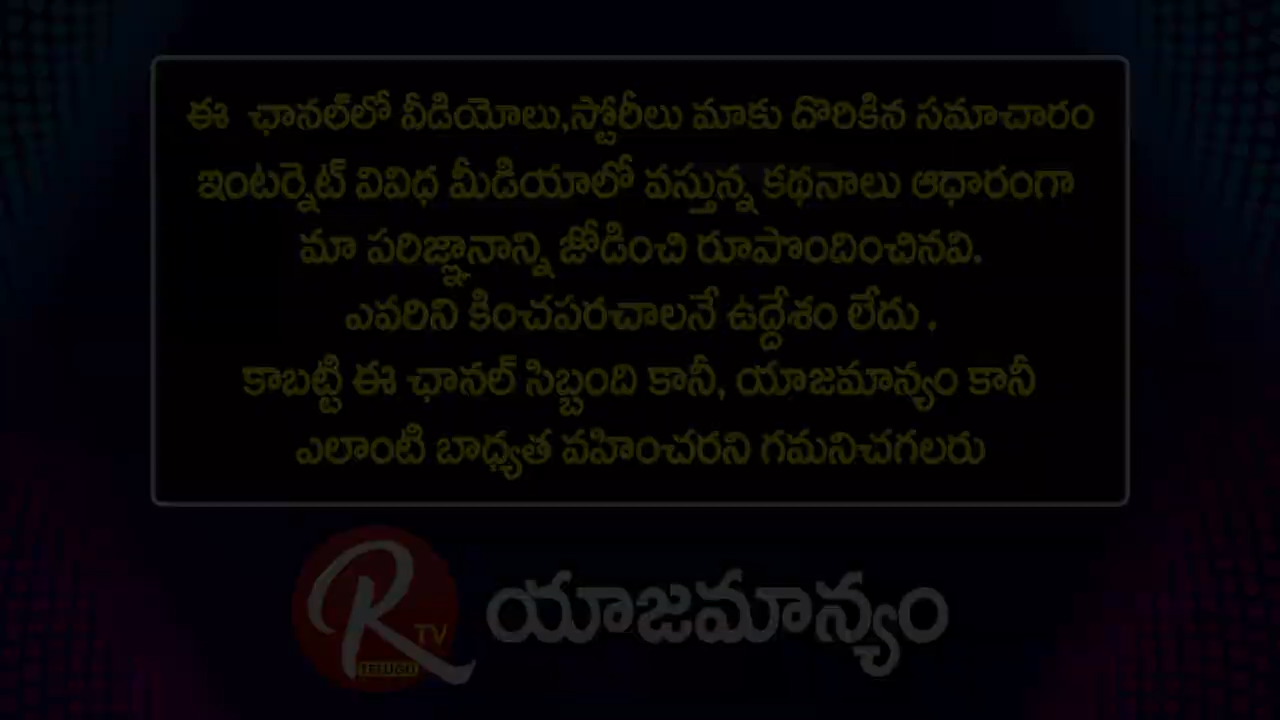 ఈ ఛానల్‌లో వీడియోలు,స్టోరీలు మాకు దొరికిన సమాచారం
ఇంటర్నెట్ వివిధ మీడియాలో వస్తున్న కథనాలు ఆధారంగా
మా పరిజ్ఞానాన్ని జోడించి రూపొందించినవి.
ఎవరిని కించపరచాలనే ఉద్దేశం లేదు .
కాబట్టి ఈ ఛానల్ సిబ్బంది కానీ, యాజమాన్యం కానీ
ఎలాంటి బాధ్యత వహించరని గమనిచగలరు
R TV
TELUGU
యాజమాన్యం